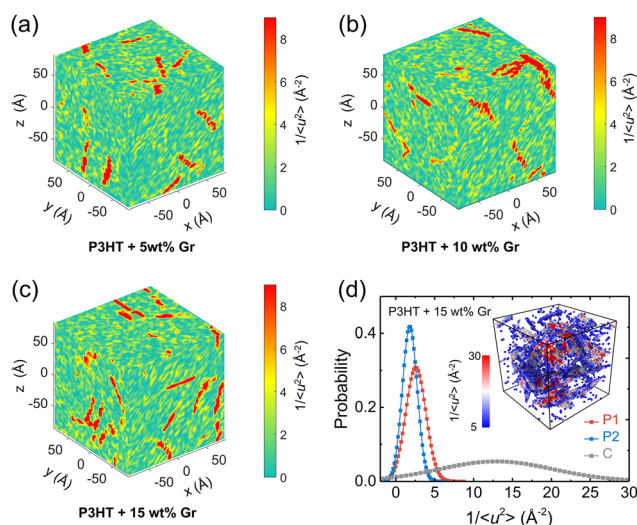 (a)
8
6
4
2
0
1/<u²> (Å⁻²)
50
0
-50
z (Å)
50
0
-50
y (Å)
-50
0
50
x (Å)
P3HT + 5wt% Gr
(b)
8
6
4
2
0
1/<u²> (Å⁻²)
50
0
-50
z (Å)
50
0
-50
y (Å)
-50
0
50
x (Å)
P3HT + 10 wt% Gr
(c)
8
6
4
2
0
1/<u²> (Å⁻²)
50
0
-50
z (Å)
50
0
-50
y (Å)
-50
0
50
x (Å)
P3HT + 15 wt% Gr
(d)
P3HT + 15 wt% Gr
30
5
1/<u²> (Å⁻²)
P1
P2
C
Probability
0.4
0.2
0.0
0 5 10 15 20 25 30
1/<u²> (Å⁻²)